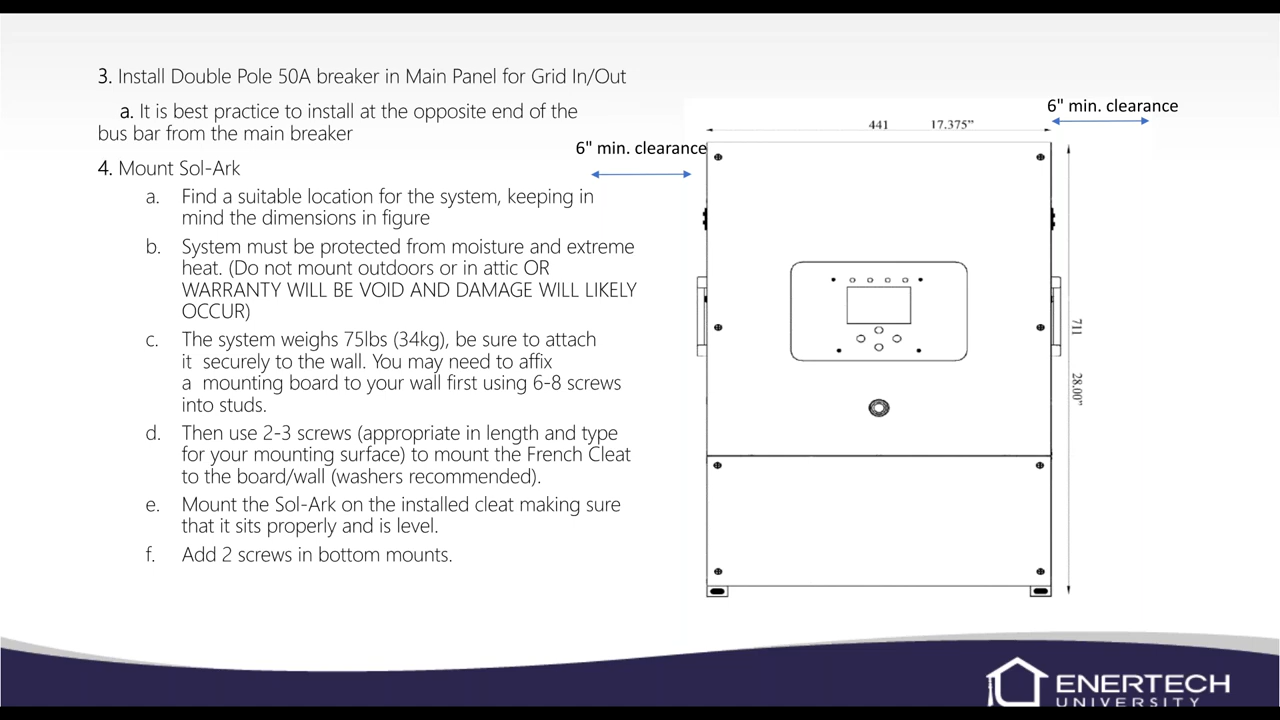 3. Install Double Pole 50A breaker in Main Panel for Grid In/Out
a. It is best practice to install at the opposite end of the
bus bar from the main breaker
4. Mount Sol-Ark
a. Find a suitable location for the system, keeping in
mind the dimensions in figure
b. System must be protected from moisture and extreme
heat. (Do not mount outdoors or in attic OR
WARRANTY WILL BE VOID AND DAMAGE WILL LIKELY
OCCUR)
c. The system weighs 75lbs (34kg), be sure to attach
it securely to the wall. You may need to affix
a mounting board to your wall first using 6-8 screws
into studs.
d. Then use 2-3 screws (appropriate in length and type
for your mounting surface) to mount the French Cleat
to the board/wall (washers recommended).
e. Mount the Sol-Ark on the installed cleat making sure
that it sits properly and is level.
f. Add 2 screws in bottom mounts.
6" min. clearance
441 17.375"
6" min. clearance
711 28.00"
ENERTECH
UNIVERSITY